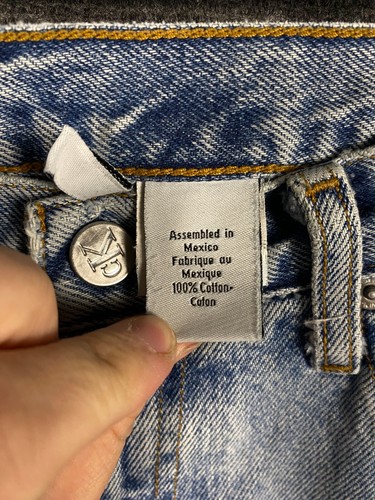 Assembled in
Mexico
Fabrique au
Mexique
100% Cotton-
Coton